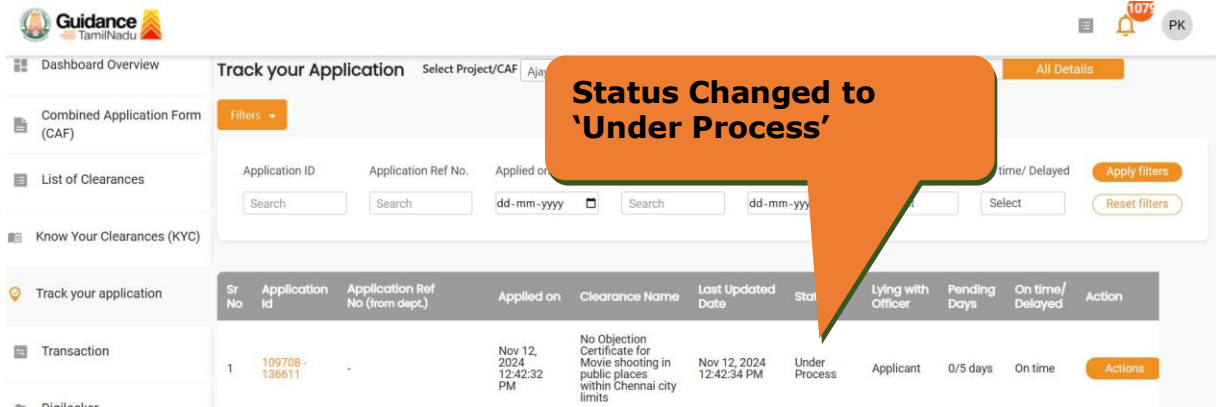 Guidance
TamilNadu
1079
PK
Dashboard Overview
Combined Application Form
(CAF)
List of Clearances
Know Your Clearances (KYC)
Track your application
Transaction
Track your Application Select Project/CAF Ajay All Details
Status Changed to
‘Under Process’
Filters
Application ID Application Ref No. Applied on time/ Delayed Apply filters
Search Search dd-mm-yyyy Search dd-mm-yyyy Select Reset filters
Sr No Application Id Application Ref No (from dept.) Applied on Clearance Name Last Updated Date Lying with Officer Pending Days On time/ Delayed Action
1 109708 - 136611 - Nov 12, 2024 12:42:32 PM No Objection Certificate for Movie shooting in public places within Chennai city limits Nov 12, 2024 12:42:34 PM Under Process Applicant 0/5 days On time Actions